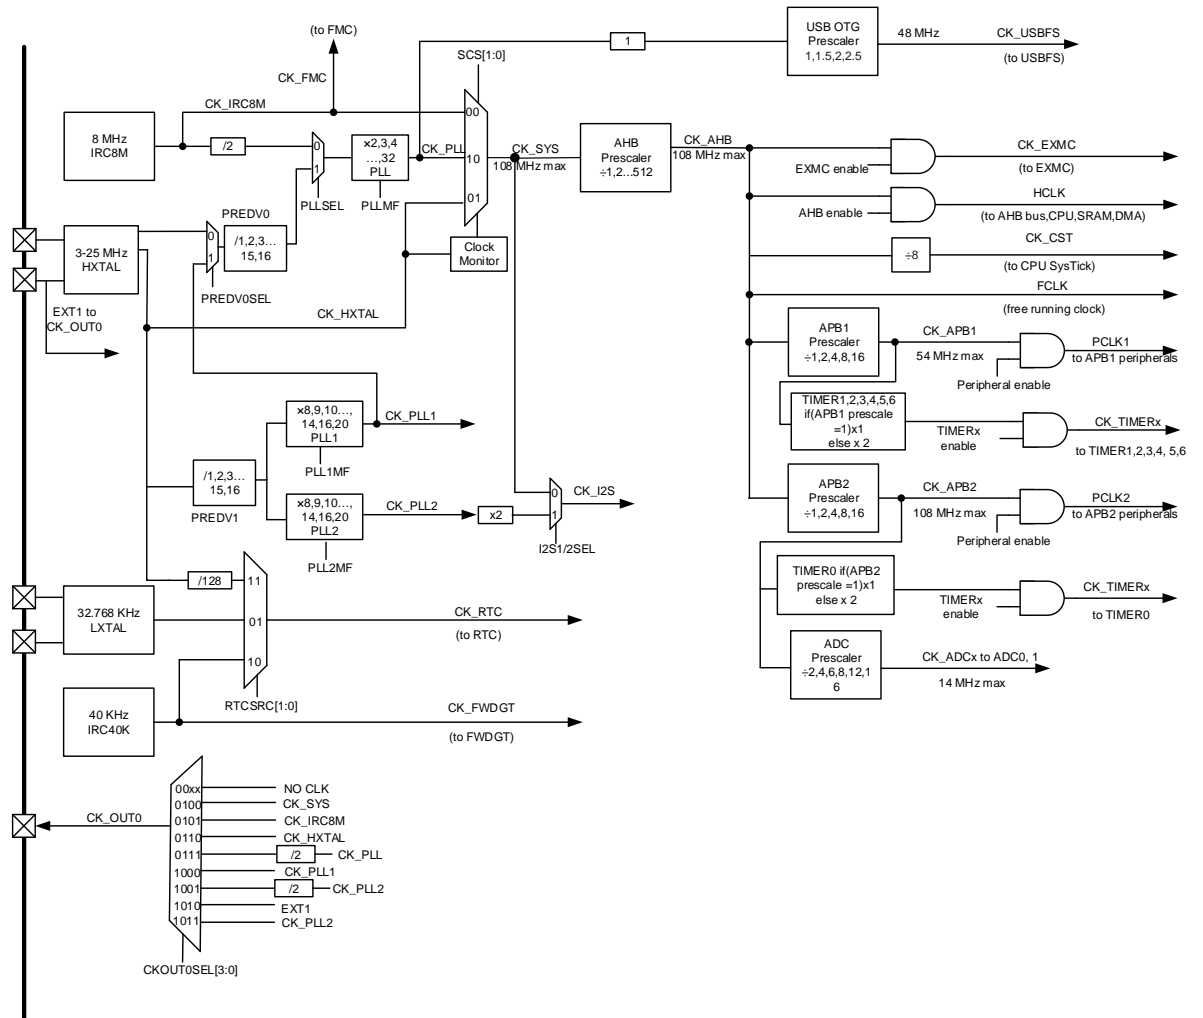 (to FMC)
CK_FMC
SCS[1:0]
1
USB OTG
Prescaler
1,1.5,2,2.5
48 MHz
CK_USBFS
(to USBFS)
8 MHz
IRC8M
CK_IRC8M
/2
0
1
PLLSEL
×2,3,4
…,32
PLL
PLLMF
CK_PLL
00
10
01
CK_SYS
108 MHz max
Clock
Monitor
AHB
Prescaler
÷1,2...512
CK_AHB
108 MHz max
EXMC enable
CK_EXMC
(to EXMC)
AHB enable
HCLK
(to AHB bus,CPU,SRAM,DMA)
÷8
CK_CST
(to CPU SysTick)
FCLK
(free running clock)
3-25 MHz
HXTAL
EXT1 to
CK_OUT0
0
1
PREDV0SEL
PREDV0
/1,2,3…
15,16
CK_HXTAL
APB1
Prescaler
÷1,2,4,8,16
CK_APB1
54 MHz max
Peripheral enable
PCLK1
to APB1 peripherals
TIMER1,2,3,4,5,6
if(APB1 prescale
=1)x1
else x 2
TIMERx
enable
CK_TIMERx
to TIMER1,2,3,4, 5,6
/1,2,3…
15,16
PREDV1
×8,9,10…,
14,16,20
PLL1
PLL1MF
CK_PLL1
×8,9,10…,
14,16,20
PLL2
PLL2MF
CK_PLL2
x2
0
1
CK_I2S
I2S1/2SEL
APB2
Prescaler
÷1,2,4,8,16
CK_APB2
108 MHz max
Peripheral enable
PCLK2
to APB2 peripherals
TIMER0 if(APB2
prescale =1)x1
else x 2
TIMERx
enable
CK_TIMERx
to TIMER0
ADC
Prescaler
÷2,4,6,8,12,1
6
CK_ADCx to ADC0, 1
14 MHz max
32.768 KHz
LXTAL
/128
11
01
10
RTCSRC[1:0]
CK_RTC
(to RTC)
40 KHz
IRC40K
CK_FWDGT
(to FWDGT)
CK_OUT0
00xx
NO CLK
0100
CK_SYS
0101
CK_IRC8M
0110
CK_HXTAL
0111
/2
CK_PLL
1000
CK_PLL1
1001
/2
CK_PLL2
1010
EXT1
1011
CK_PLL2
CKOUT0SEL[3:0]